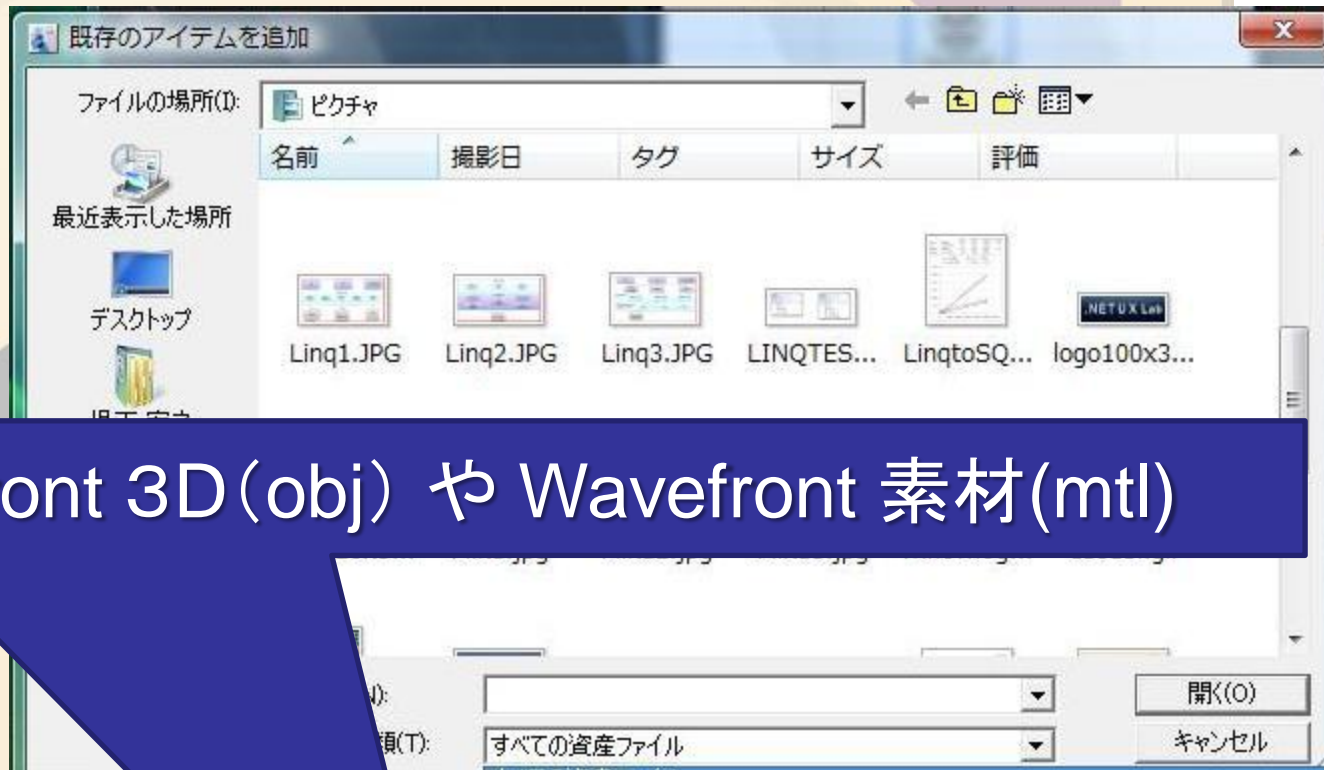 既存のアイテムを追加
ファイルの場所(I):
ピクチャ
名前 撮影日 タグ サイズ 評価
最近表示した場所
デスクトップ
Linq1.JPG Linq2.JPG Linq3.JPG LINQTES... LinqtoSQ... logo100x3...
.NET UX Lab
ont 3D(obj) や Wavefront 素材(mtl)
開く(O)
(T):
すべての資産ファイル
キャンセル